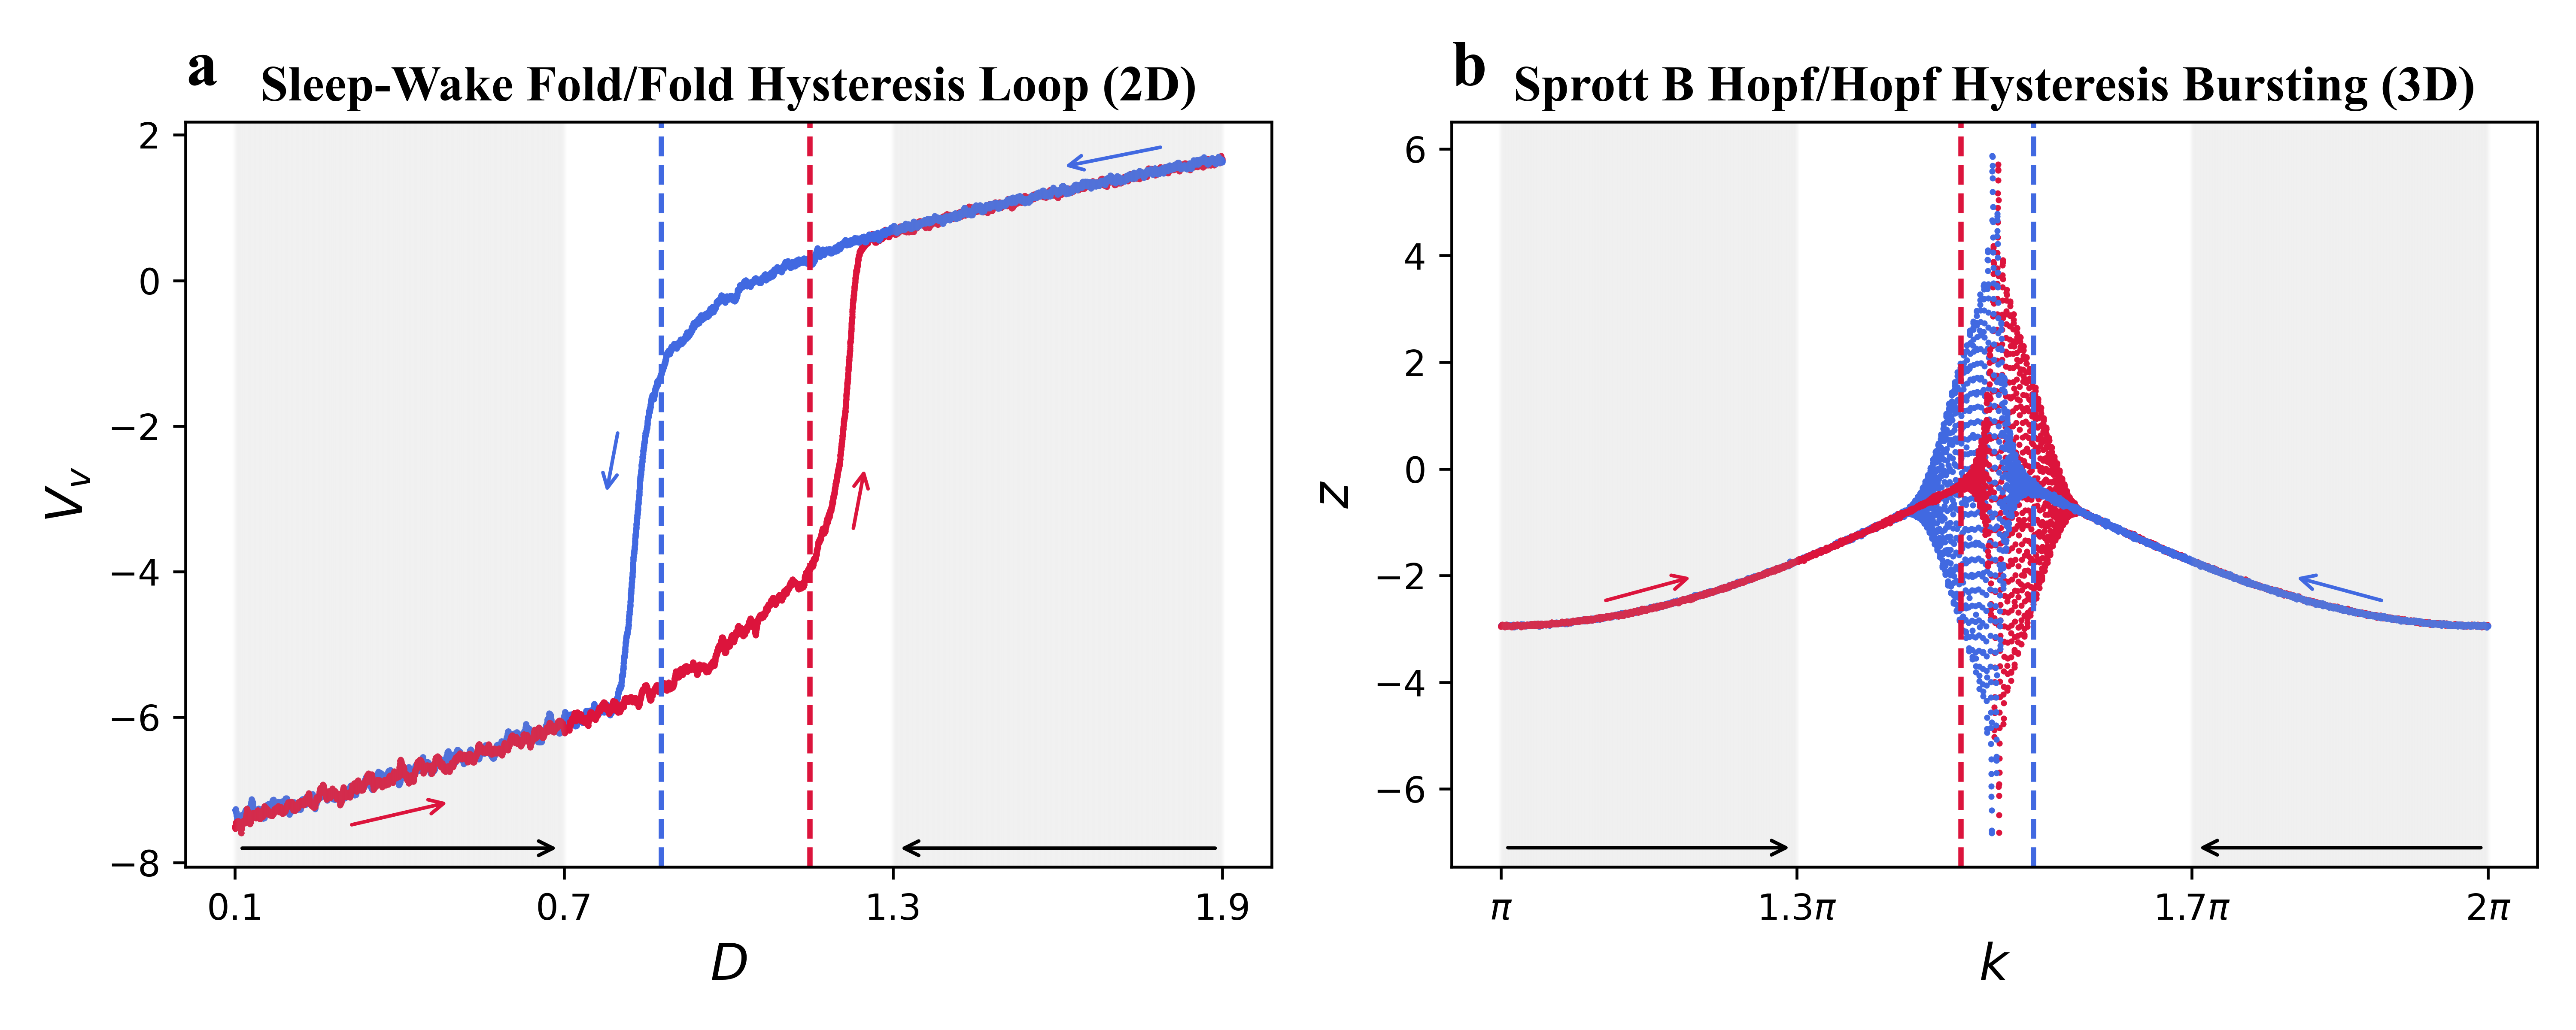 a
Sleep-Wake Fold/Fold Hysteresis Loop (2D)
2
0
−2
−4
−6
−8
V_v
0.1 0.7 1.3 1.9
D
b
Sprott B Hopf/Hopf Hysteresis Bursting (3D)
6
4
2
0
−2
−4
−6
z
π 1.3π 1.7π 2π
k